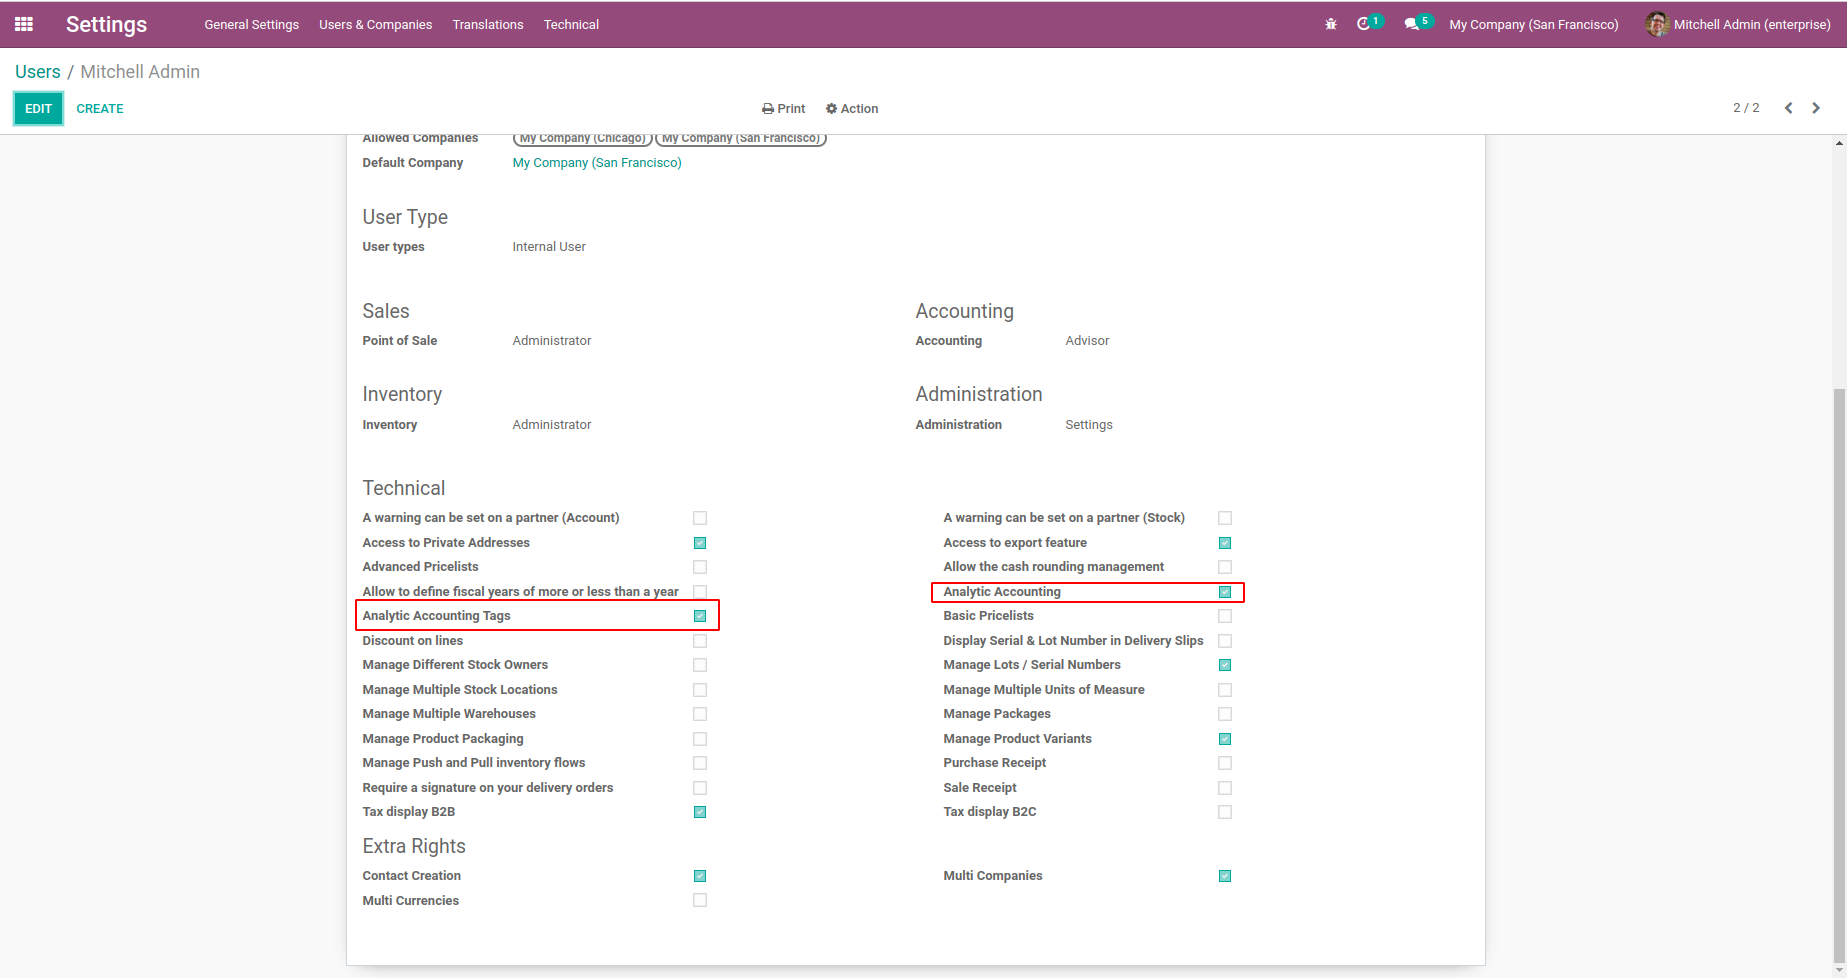 Settings General Settings Users & Companies Translations Technical 1 5 My Company (San Francisco) Mitchell Admin (enterprise)
Users / Mitchell Admin
EDIT CREATE Print Action 2 / 2
Allowed Companies My Company (Chicago) My Company (San Francisco)
Default Company My Company (San Francisco)
User Type
User types Internal User
Sales Accounting
Point of Sale Administrator Accounting Advisor
Inventory Administration
Inventory Administrator Administration Settings
Technical
A warning can be set on a partner (Account) A warning can be set on a partner (Stock)
Access to Private Addresses Access to export feature
Advanced Pricelists Allow the cash rounding management
Allow to define fiscal years of more or less than a year Analytic Accounting
Analytic Accounting Tags Basic Pricelists
Discount on lines Display Serial & Lot Number in Delivery Slips
Manage Different Stock Owners Manage Lots / Serial Numbers
Manage Multiple Stock Locations Manage Multiple Units of Measure
Manage Multiple Warehouses Manage Packages
Manage Product Packaging Manage Product Variants
Manage Push and Pull inventory flows Purchase Receipt
Require a signature on your delivery orders Sale Receipt
Tax display B2B Tax display B2C
Extra Rights
Contact Creation Multi Companies
Multi Currencies